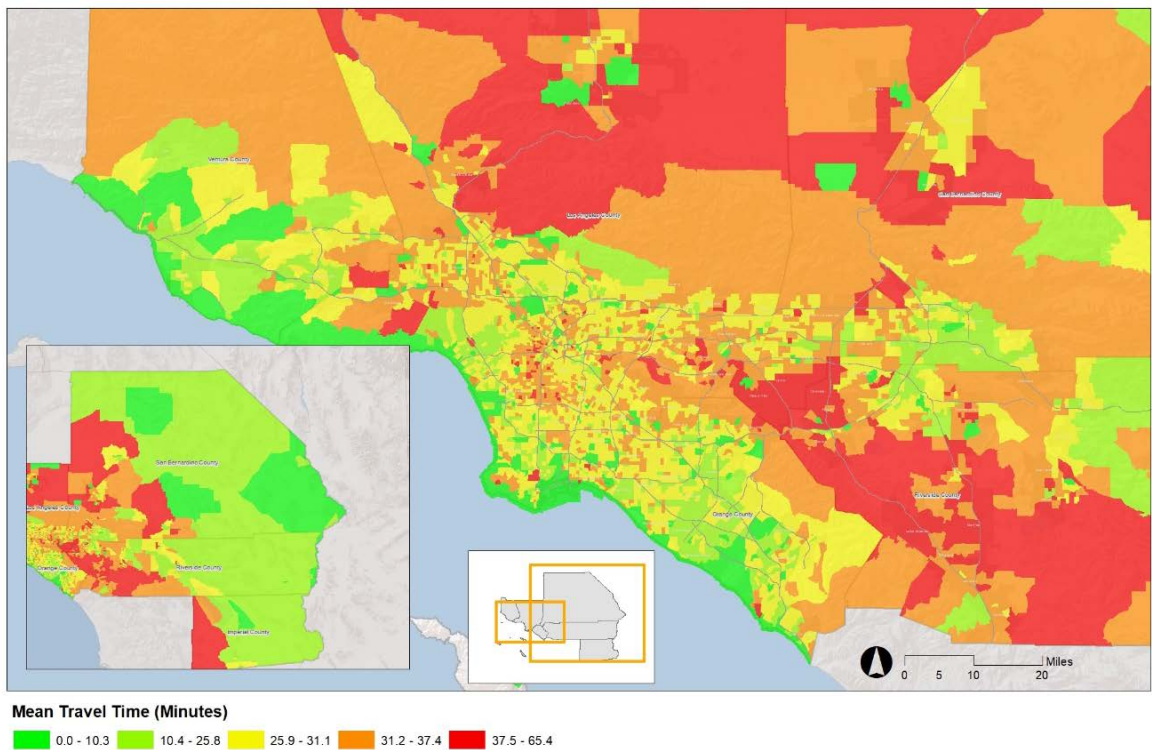 Ventura County
Los Angeles County
San Bernardino County
San Bernardino County
Los Angeles County
Orange County
Riverside County
Riverside County
Orange County
Imperial County
Miles
0 5 10 20
Mean Travel Time (Minutes)
0.0 - 10.3 10.4 - 25.8 25.9 - 31.1 31.2 - 37.4 37.5 - 65.4